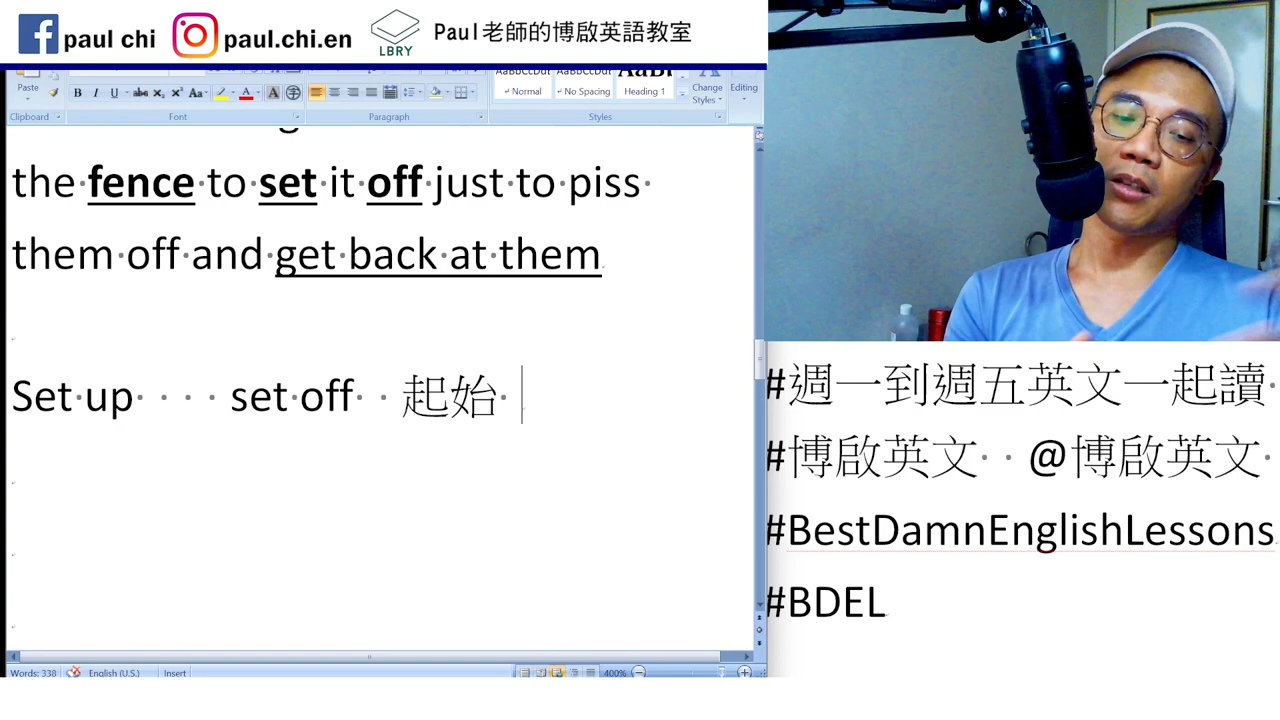 paul chi
paul.chi.en
LBRY
Paul老師的博啟英語教室
Paste
Clipboard
Font
Paragraph
Styles
AaBbCcDd AaBbCcDd AaBb
Normal
No Spacing
Heading 1
Change Styles
Editing
the fence to set it off just to piss
them off and get back at them
Set up set off 起始
#週一到週五英文一起讀
#博啟英文 @博啟英文
#BestDamnEnglishLessons
#BDEL
Words: 338 English (U.S.) Insert 400%